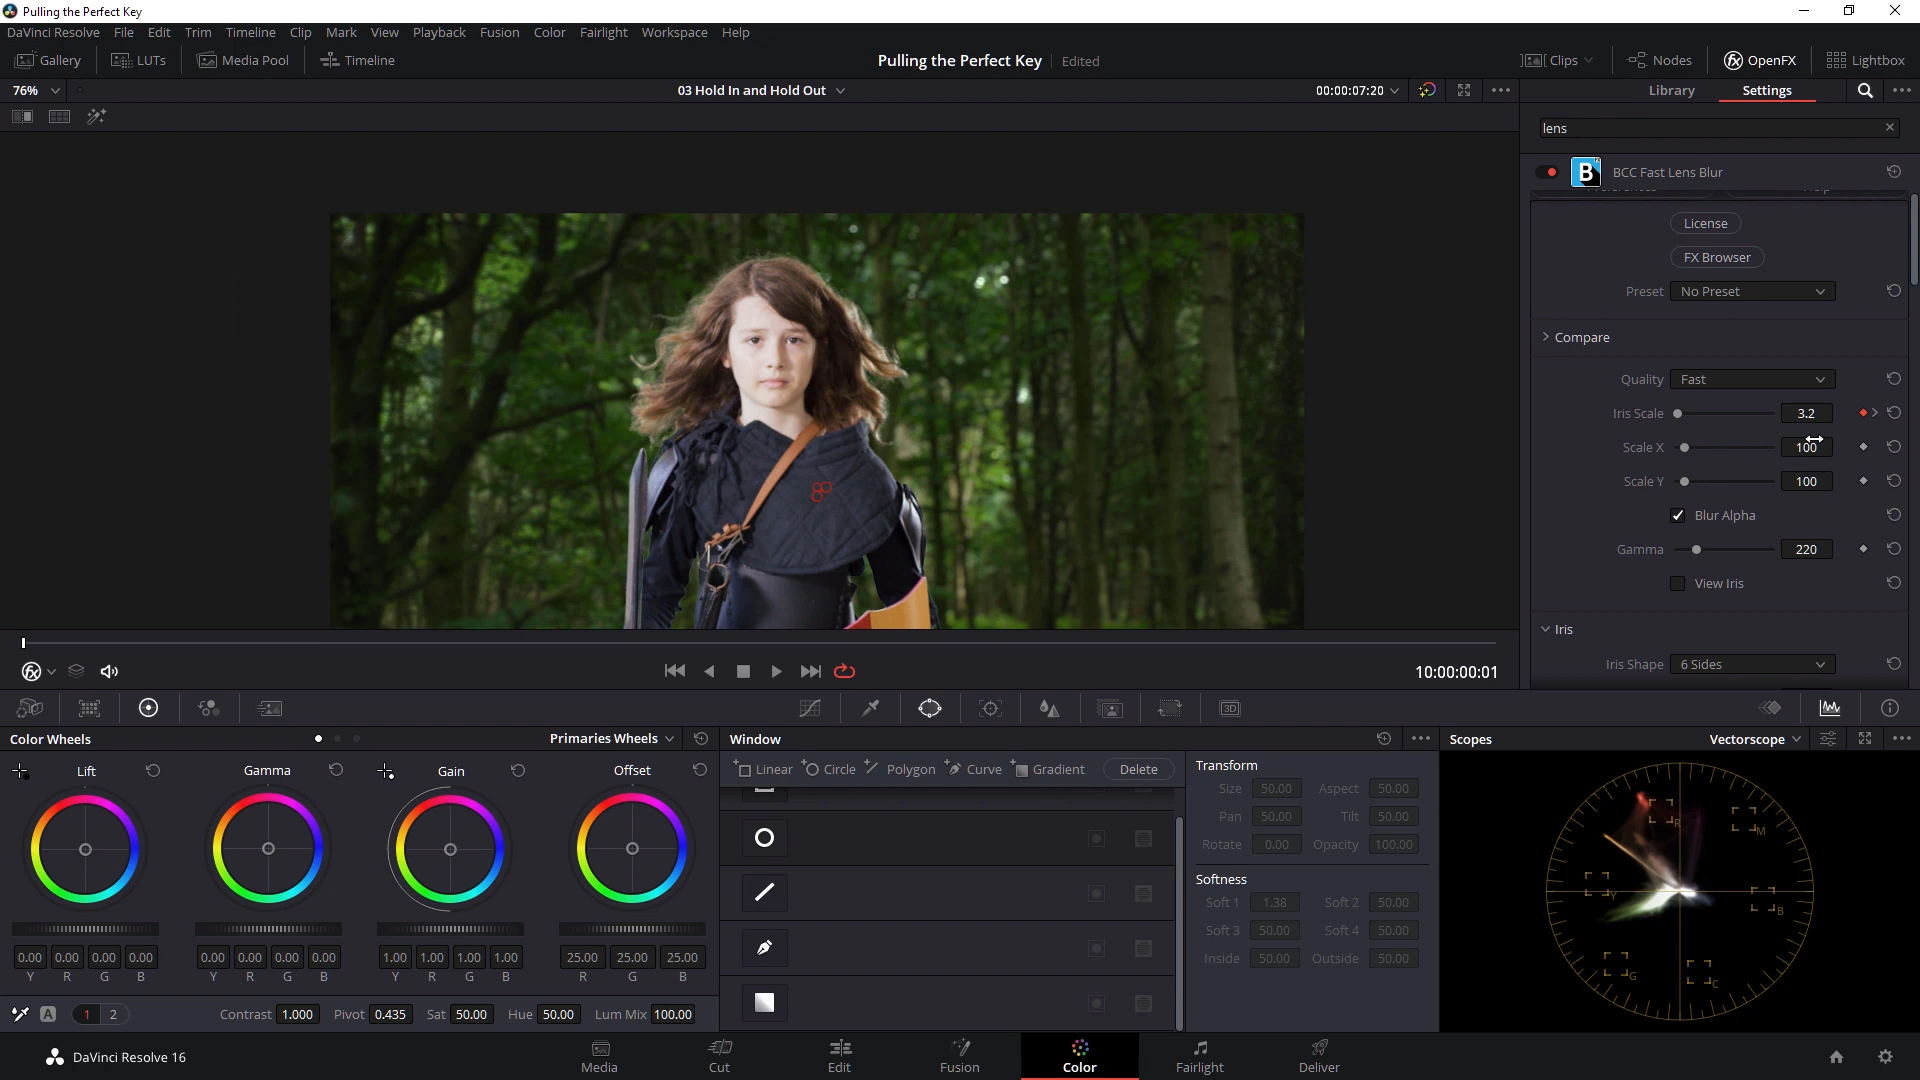 Pulling the Perfect Key
DaVinci Resolve File Edit Trim Timeline Clip Mark View Playback Fusion Color Fairlight Workspace Help
Gallery LUTs Media Pool Timeline Pulling the Perfect Key Edited Clips Nodes OpenFX Lightbox
76% 03 Hold In and Hold Out 00:00:07:20 Library Settings
lens
B BCC Fast Lens Blur
License
FX Browser
Preset No Preset
Compare
Quality Fast
Iris Scale 3.2
Scale X 100
Scale Y 100
Blur Alpha
Gamma 220
View Iris
Iris
Iris Shape 6 Sides
10:00:00:01
3D
Color Wheels Primaries Wheels Window Scopes Vectorscope
Lift Gamma Gain Offset
Linear Circle Polygon Curve Gradient Delete
Transform
Size 50.00 Aspect 50.00
Pan 50.00 Tilt 50.00
Rotate 0.00 Opacity 100.00
Softness
Soft 1 1.38 Soft 2 50.00
Soft 3 50.00 Soft 4 50.00
Inside 50.00 Outside 50.00
R M
Y B
G C
0.00 0.00 0.00 0.00 0.00 0.00 0.00 0.00 1.00 1.00 1.00 1.00 25.00 25.00 25.00
Y R G B Y R G B Y R G B R G B
A 1 2 Contrast 1.000 Pivot 0.435 Sat 50.00 Hue 50.00 Lum Mix 100.00
DaVinci Resolve 16 Media Cut Edit Fusion Color Fairlight Deliver